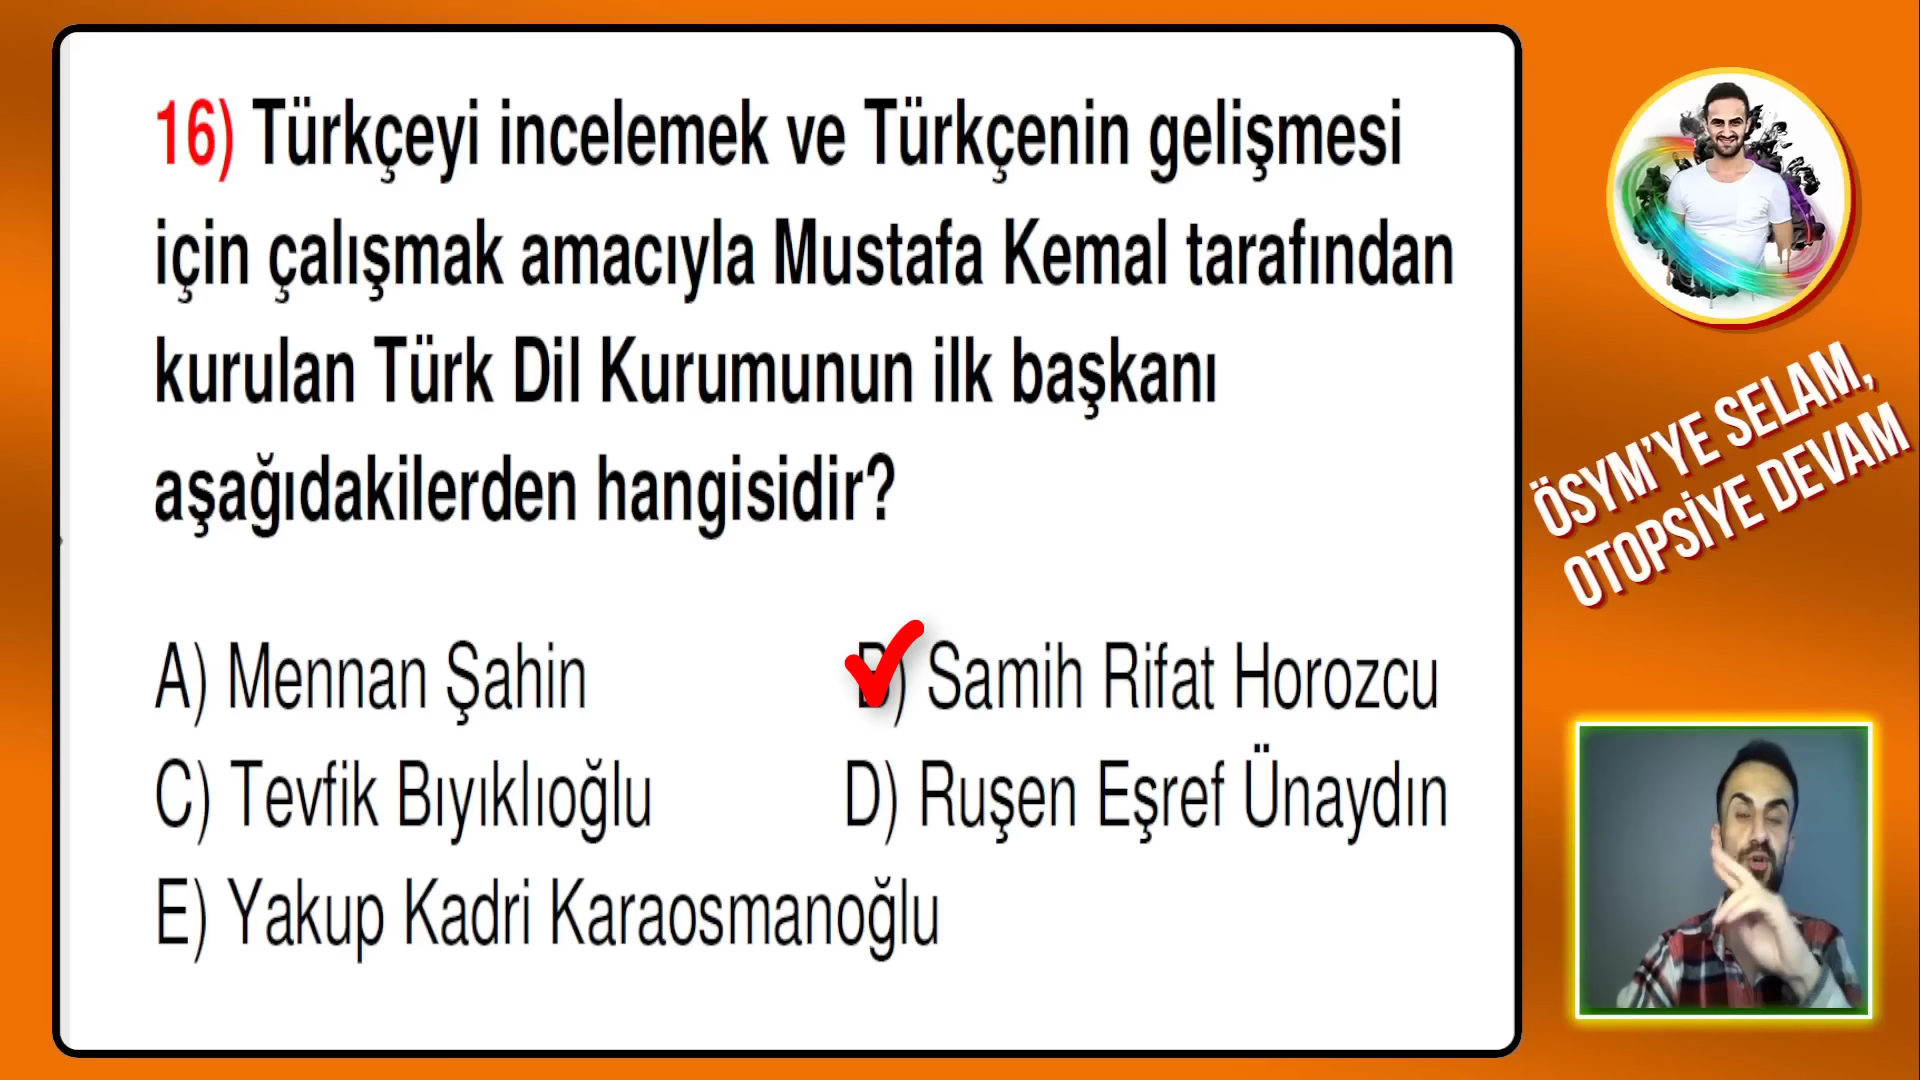 16) Türkçeyi incelemek ve Türkçenin gelişmesi
için çalışmak amacıyla Mustafa Kemal tarafından
kurulan Türk Dil Kurumunun ilk başkanı
aşağıdakilerden hangisidir?
A) Mennan Şahin
B) Samih Rifat Horozcu
C) Tevfik Bıyıklıoğlu
D) Ruşen Eşref Ünaydın
E) Yakup Kadri Karaosmanoğlu
ÖSYM'YE SELAM,
OTOPSİYE DEVAM